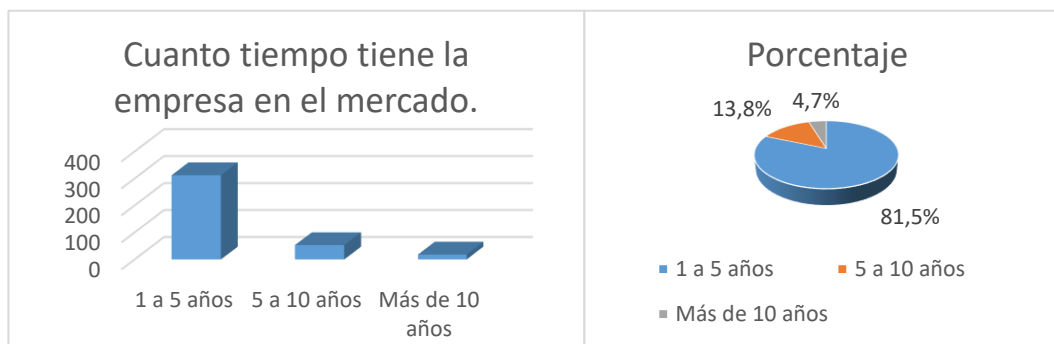 Cuanto tiempo tiene la
empresa en el mercado.
400
300
200
100
0
1 a 5 años
5 a 10 años
Más de 10
años
Porcentaje
13,8%
4,7%
81,5%
1 a 5 años
5 a 10 años
Más de 10 años